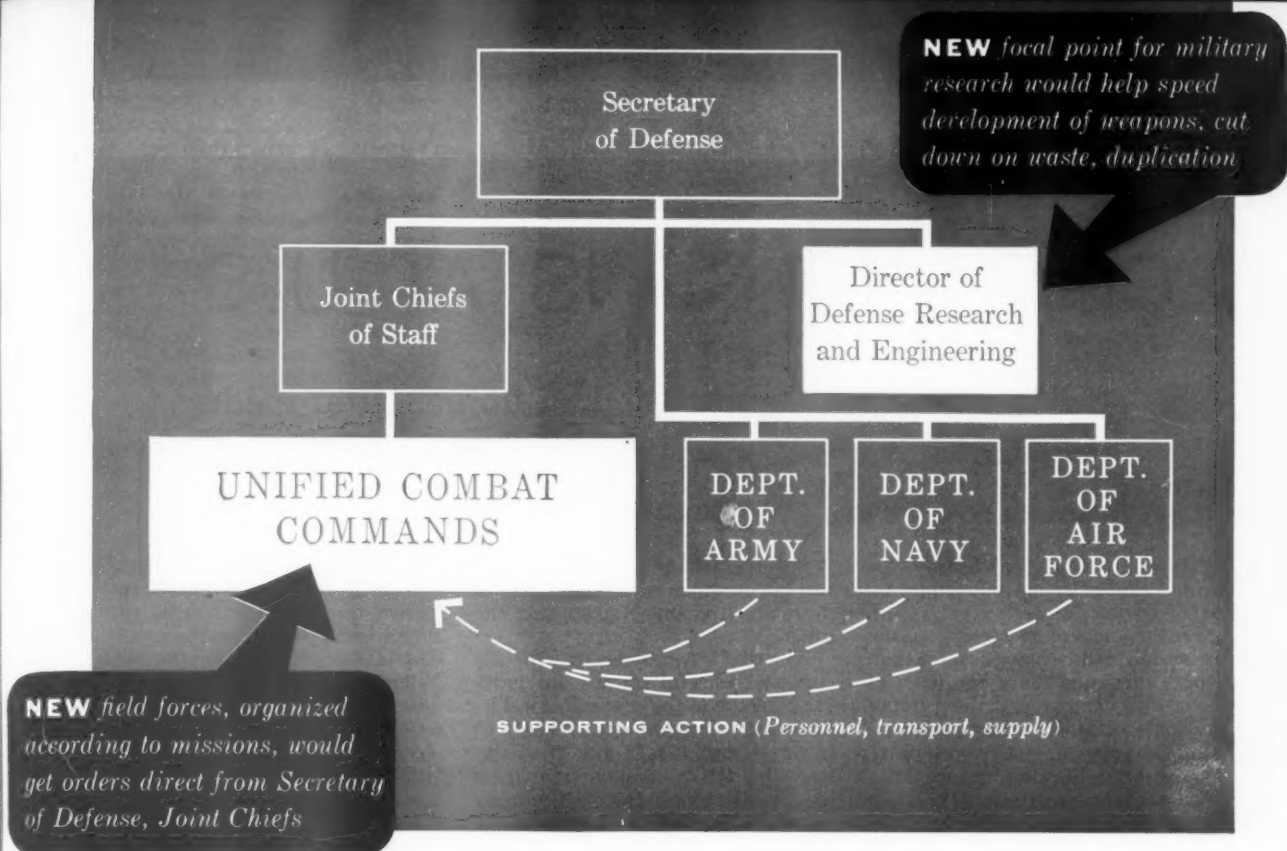 NEW focal point for military
research would help speed
development of weapons, cut
down on waste, duplication
Secretary
of Defense
Joint Chiefs
of Staff
Director of
Defense Research
and Engineering
UNIFIED COMBAT
COMMANDS
DEPT.
OF
ARMY
DEPT.
OF
NAVY
DEPT.
OF
AIR
FORCE
NEW field forces, organized
according to missions, would
get orders direct from Secretary
of Defense, Joint Chiefs
SUPPORTING ACTION (Personnel, transport, supply)